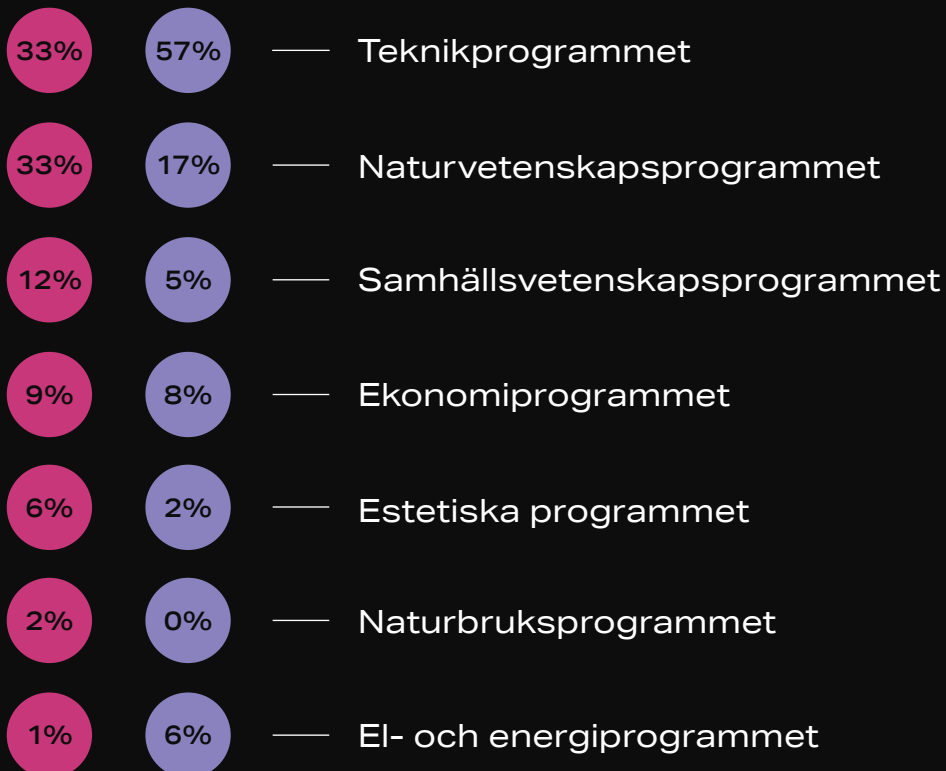 33% 57% Teknikprogrammet
33% 17% Naturvetenskapsprogrammet
12% 5% Samhällsvetenskapsprogrammet
9% 8% Ekonomiprogrammet
6% 2% Estetiska programmet
2% 0% Naturbruksprogrammet
1% 6% El- och energiprogrammet